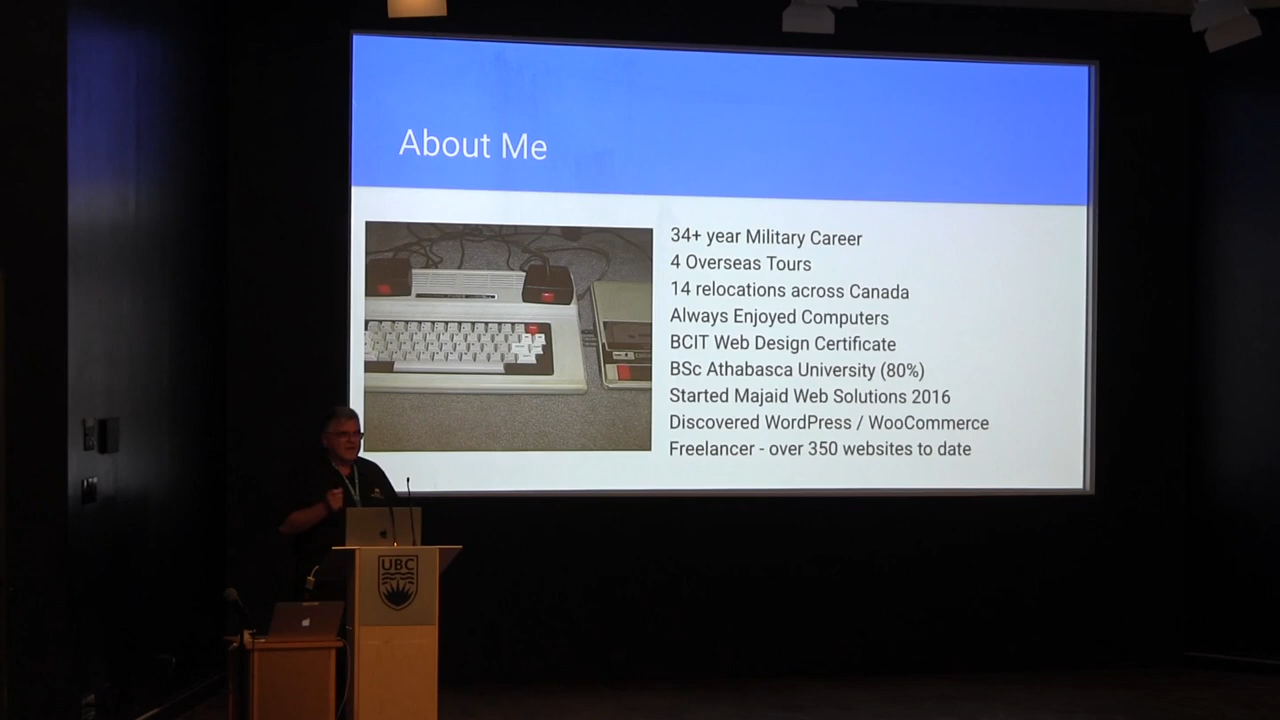 About Me
34+ year Military Career
4 Overseas Tours
14 relocations across Canada
Always Enjoyed Computers
BCIT Web Design Certificate
BSc Athabasca University (80%)
Started Majaid Web Solutions 2016
Discovered WordPress / WooCommerce
Freelancer - over 350 websites to date
UBC